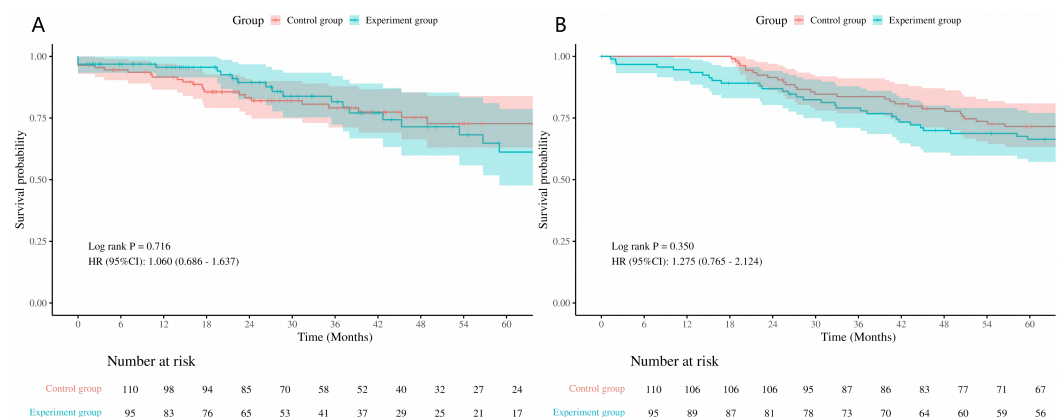 A
Group Control group Experiment group
1.00
0.75
0.50
0.25
0.00
Survival probability
Log rank P = 0.716
HR (95%CI): 1.060 (0.686 - 1.637)
0 6 12 18 24 30 36 42 48 54 60
Time (Months)
Number at risk
Control group 110 98 94 85 70 58 52 40 32 27 24
Experiment group 95 83 76 65 53 41 37 29 25 21 17
B
Group Control group Experiment group
1.00
0.75
0.50
0.25
0.00
Survival probability
Log rank P = 0.350
HR (95%CI): 1.275 (0.765 - 2.124)
0 6 12 18 24 30 36 42 48 54 60
Time (Months)
Number at risk
Control group 110 106 106 106 95 87 86 83 77 71 67
Experiment group 95 89 87 81 78 73 70 64 60 59 56